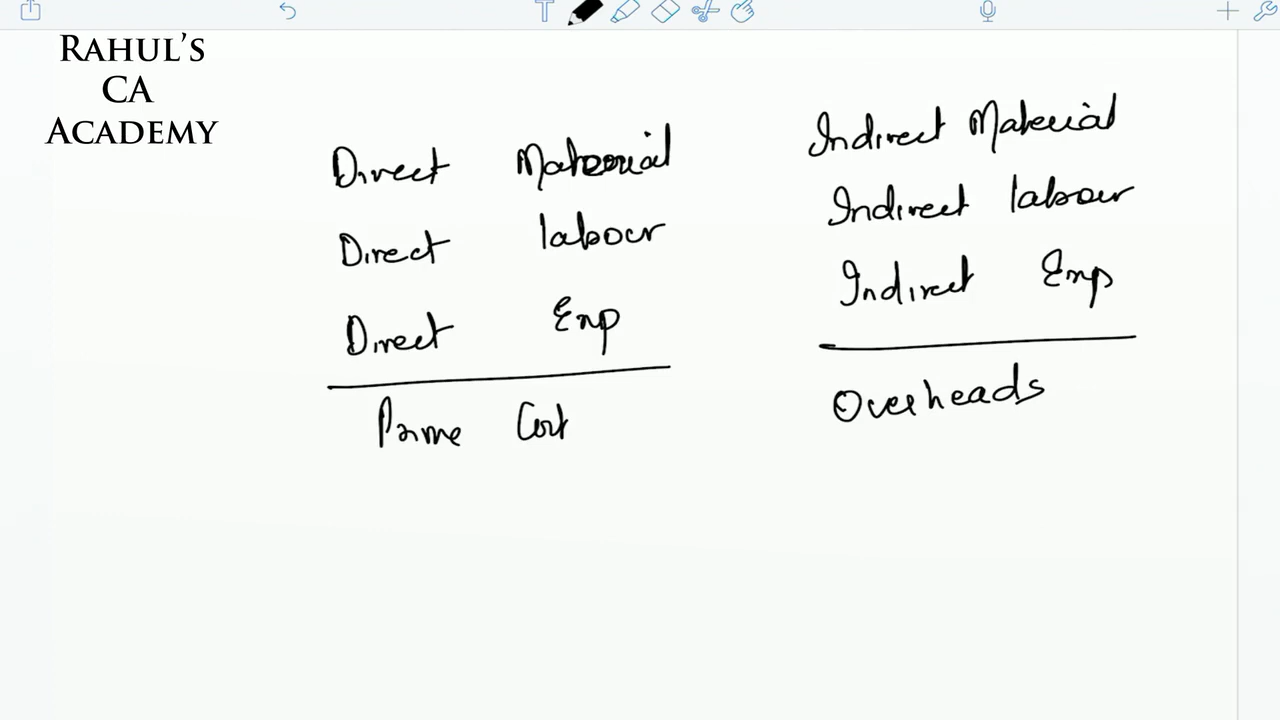 RAHUL'S
CA
ACADEMY
Direct Material
Direct labour
Direct Exp
Prime Cost
Indirect Material
Indirect labour
Indirect Exp
Overheads